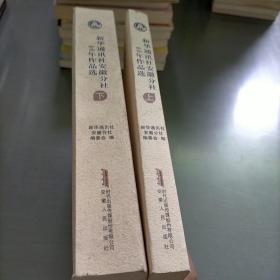 新华通讯社安徽分社
年作品选
下
新华通讯社
安徽分社
编委会 编
时代出版传媒股份有限公司
安徽人民出版社
新华通讯社安徽分社
年作品选
上
新华通讯社
安徽分社
编委会 编
时代出版传媒股份有限公司
安徽人民出版社